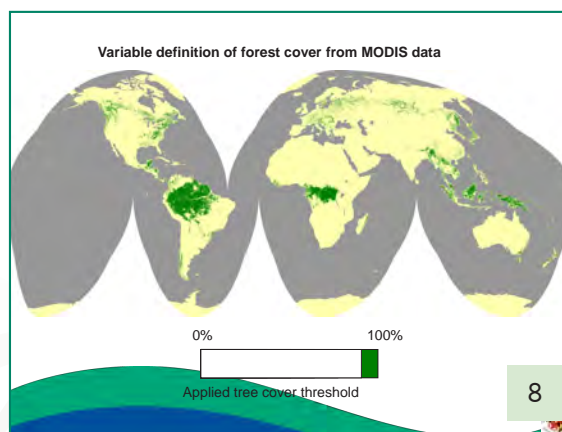 Variable definition of forest cover from MODIS data
0% 100%
Applied tree cover threshold
8